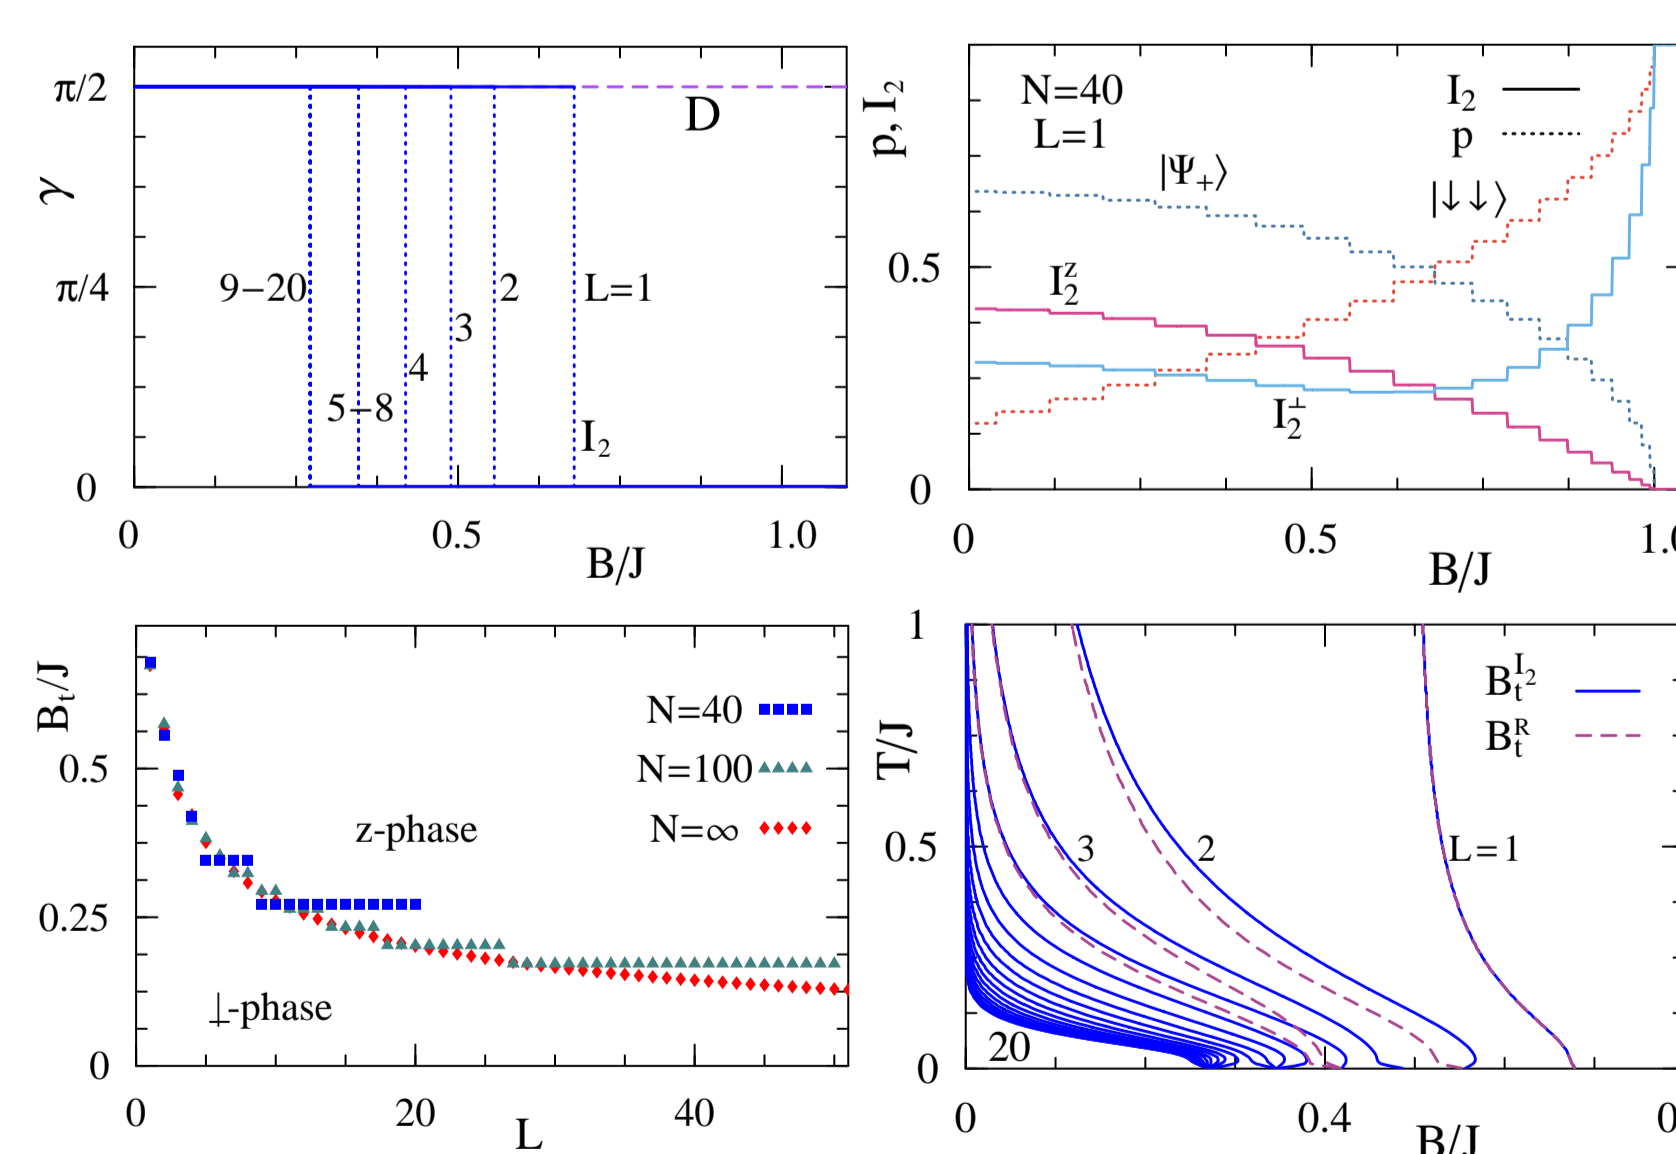 π/2
γ
π/4
0
D
9−20
5−8
4
3
2
L=1
I₂
0 0.5 1.0
B/J
p, I₂
N=40
L=1
I₂
p
|Ψ₊⟩
|↓↓⟩
0.5
I₂ᶻ
I₂^⊥
0
0 0.5
B/J
Bₜ/J
0.5
0.25
0
N=40
N=100
N=∞
z-phase
⊥-phase
0 20 40
L
1
T/J
0.5
0
Bₜ^I₂
Bₜ^R
3 2 L=1
20
0 0.4
B/J